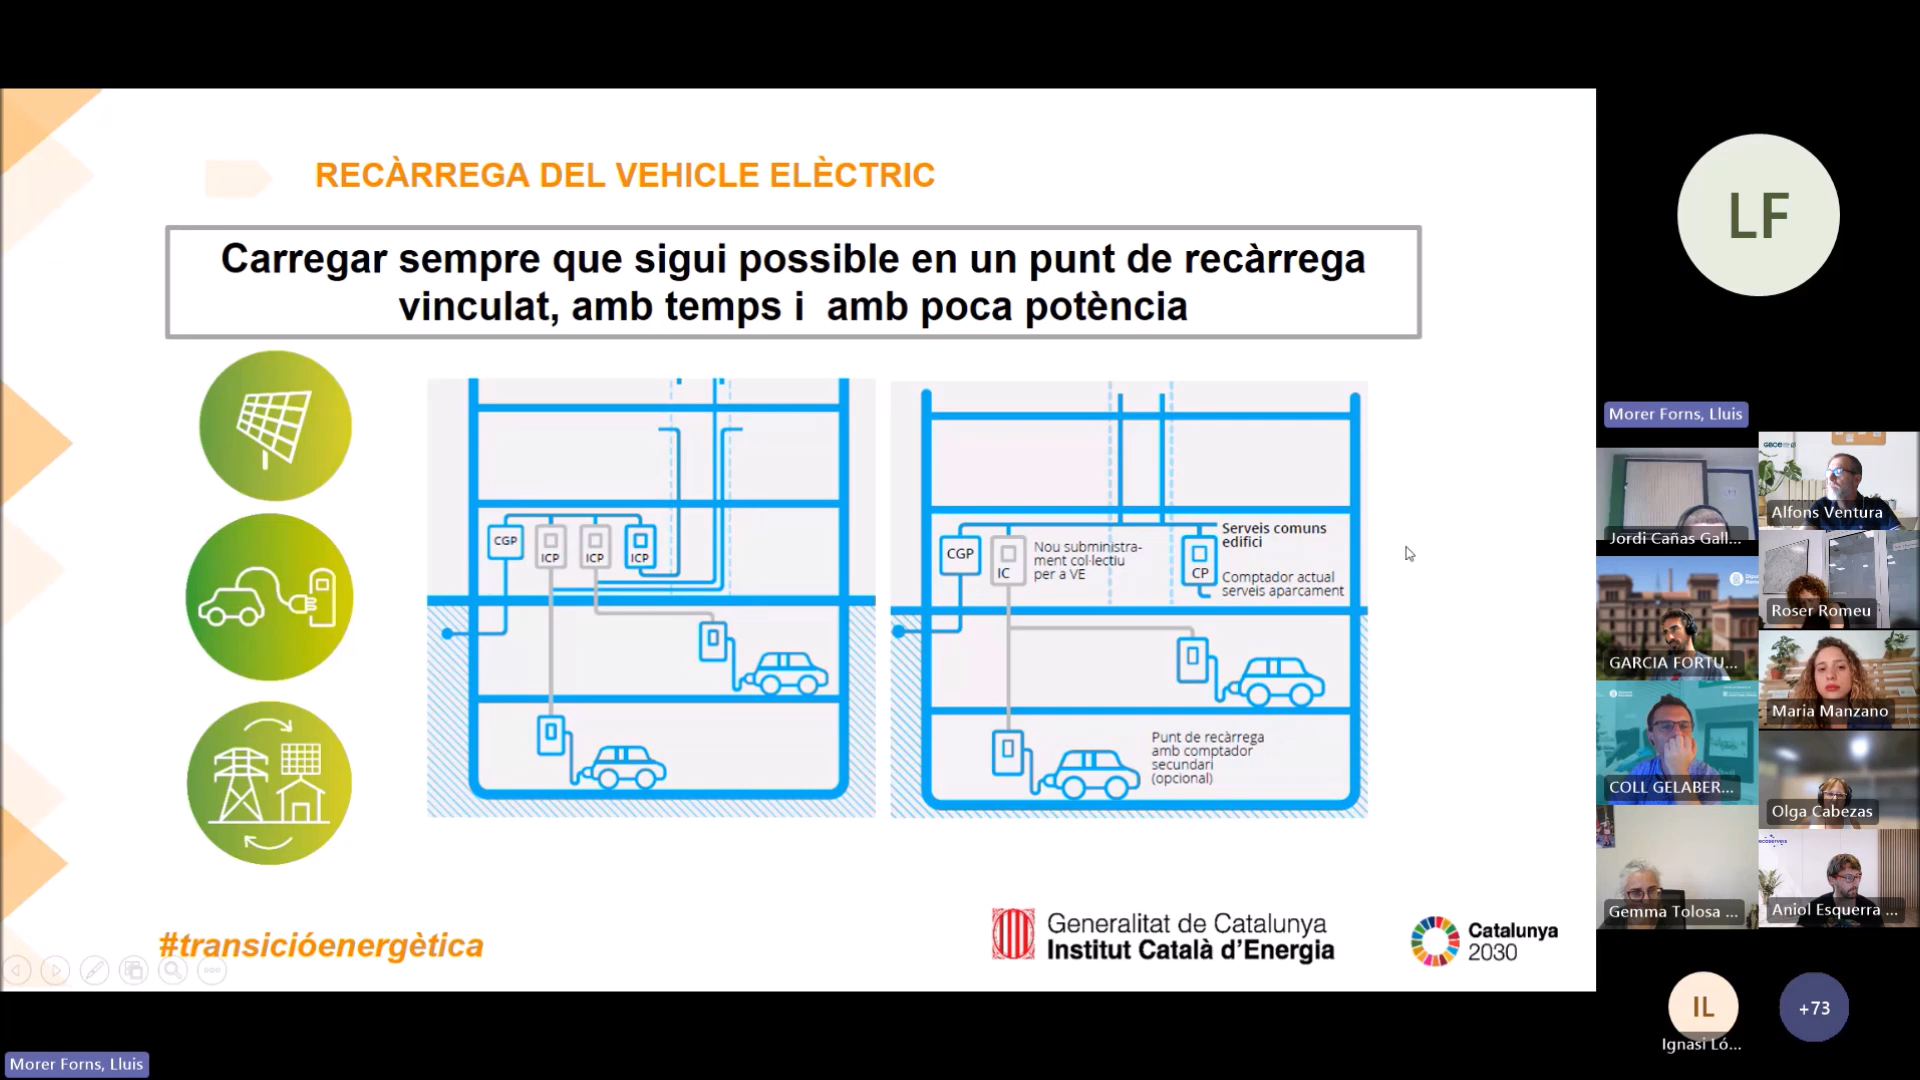 RECÀRREGA DEL VEHICLE ELÈCTRIC
Carregar sempre que sigui possible en un punt de recàrrega
vinculat, amb temps i amb poca potència
CGP
ICP
ICP
ICP
CGP
IC
Nou subministra-
ment col·lectiu
per a VE
CP
Serveis comuns
edifici
Comptador actual
serveis aparcament
Punt de recàrrega
amb comptador
secundari
(opcional)
#transicióenergètica
Generalitat de Catalunya
Institut Català d'Energia
Catalunya
2030
LF
Morer Forns, Lluis
Jordi Cañas Gall...
Alfons Ventura
GARCIA FORTU...
Roser Romeu
COLL GELABER...
Maria Manzano
Olga Cabezas
Gemma Tolosa ...
Aniol Esquerra ...
IL
Ignasi Ló...
+73
Morer Forns, Lluis